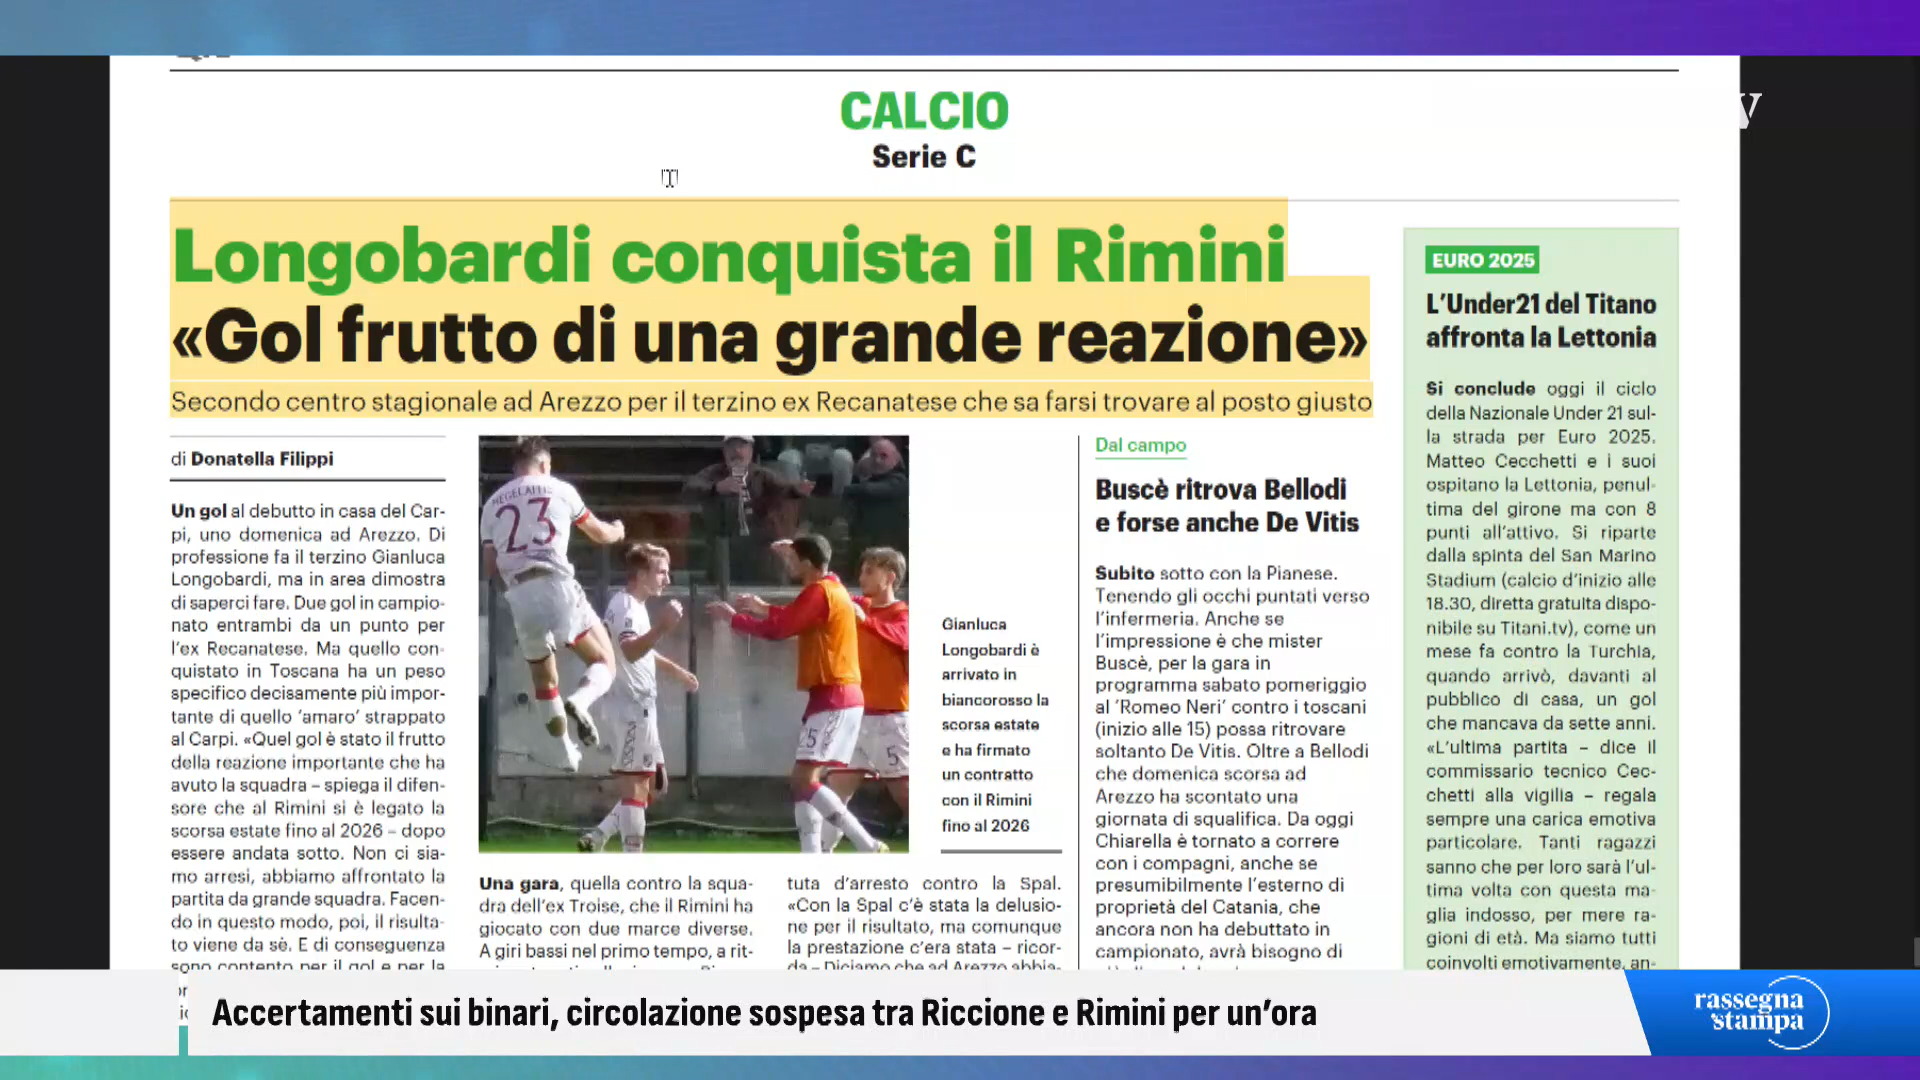 CALCIO
Serie C
Longobardi conquista il Rimini
«Gol frutto di una grande reazione»
Secondo centro stagionale ad Arezzo per il terzino ex Recanatese che sa farsi trovare al posto giusto
di Donatella Filippi
Un gol al debutto in casa del Car-
pi, uno domenica ad Arezzo. Di
professione fa il terzino Gianluca
Longobardi, ma in area dimostra
di saperci fare. Due gol in campio-
nato entrambi da un punto per
l'ex Recanatese. Ma quello con-
quistato in Toscana ha un peso
specifico decisamente più impor-
tante di quello 'amaro' strappato
al Carpi. «Quel gol è stato il frutto
della reazione importante che ha
avuto la squadra – spiega il difen-
sore che al Rimini si è legato la
scorsa estate fino al 2026 – dopo
essere andata sotto. Non ci sia-
mo arresi, abbiamo affrontato la
partita da grande squadra. Facen-
do in questo modo, poi, il risulta-
to viene da sè. E di conseguenza
sono contento per il gol e per la
23
5
5
Una gara, quella contro la squa-
dra dell'ex Troise, che il Rimini ha
giocato con due marce diverse.
A giri bassi nel primo tempo, a rit-
tuta d'arresto contro la Spal.
«Con la Spal c'è stata la delusio-
ne per il risultato, ma comunque
la prestazione c'era stata – ricor-
da – Diciamo che ad Arezzo abbia-
Gianluca
Longobardi è
arrivato in
biancorosso la
scorsa estate
e ha firmato
un contratto
con il Rimini
fino al 2026
Dal campo
Buscè ritrova Bellodi
e forse anche De Vitis
Subito sotto con la Pianese.
Tenendo gli occhi puntati verso
l'infermeria. Anche se
l'impressione è che mister
Buscè, per la gara in
programma sabato pomeriggio
al 'Romeo Neri' contro i toscani
(inizio alle 15) possa ritrovare
soltanto De Vitis. Oltre a Bellodi
che domenica scorsa ad
Arezzo ha scontato una
giornata di squalifica. Da oggi
Chiarella è tornato a correre
con i compagni, anche se
presumibilmente l'esterno di
proprietà del Catania, che
ancora non ha debuttato in
campionato, avrà bisogno di
EURO 2025
L'Under21 del Titano
affronta la Lettonia
Si conclude oggi il ciclo
della Nazionale Under 21 sul-
la strada per Euro 2025.
Matteo Cecchetti e i suoi
ospitano la Lettonia, penul-
tima del girone ma con 8
punti all'attivo. Si riparte
dalla spinta del San Marino
Stadium (calcio d'inizio alle
18.30, diretta gratuita dispo-
nibile su Titani.tv), come un
mese fa contro la Turchia,
quando arrivò, davanti al
pubblico di casa, un gol
che mancava da sette anni.
«L'ultima partita – dice il
commissario tecnico Cec-
chetti alla vigilia – regala
sempre una carica emotiva
particolare. Tanti ragazzi
sanno che per loro sarà l'ul-
tima volta con questa ma-
glia indosso, per mere ra-
gioni di età. Ma siamo tutti
coinvolti emotivamente, an-
Accertamenti sui binari, circolazione sospesa tra Riccione e Rimini per un'ora
rassegna
stampa